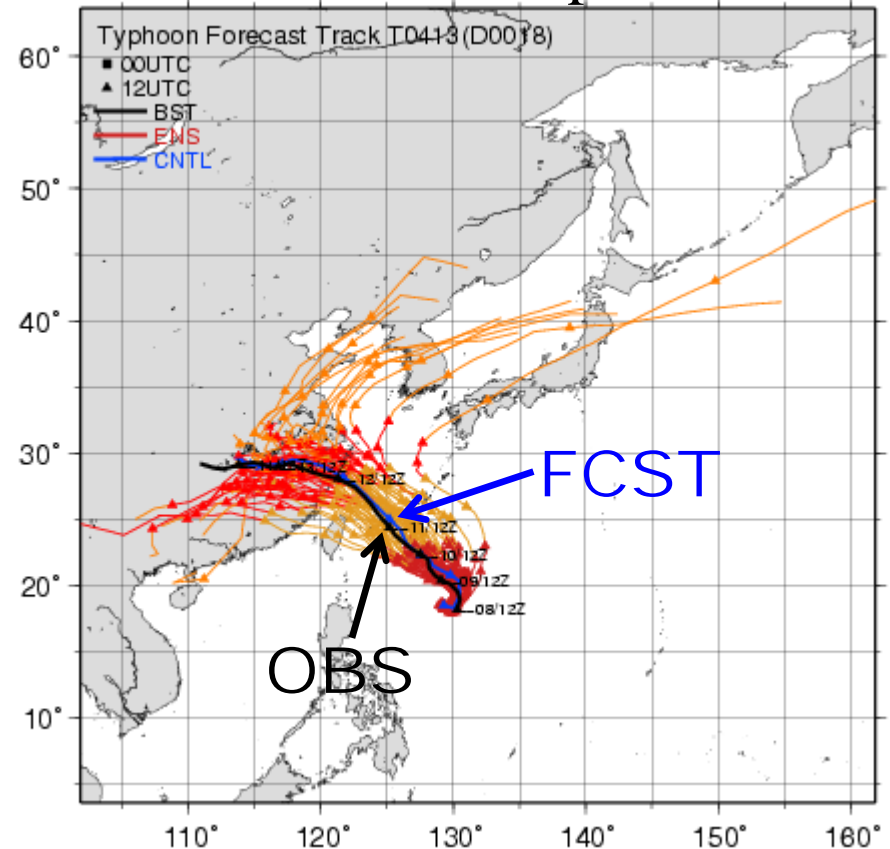 Typhoon Forecast Track T0413(D0018)
00UTC
12UTC
BST
ENS
CNTL
60°
50°
40°
30°
20°
10°
FCST
12/12Z
11/12Z
10/12Z
09/12Z
08/12Z
OBS
110° 120° 130° 140° 150° 160°